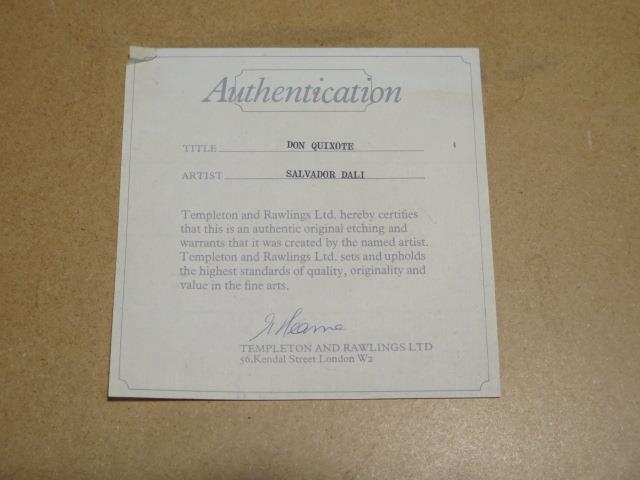 Authentication
TITLE DON QUIXOTE
ARTIST SALVADOR DALI
Templeton and Rawlings Ltd. hereby certifies
that this is an authentic original etching and
warrants that it was created by the named artist.
Templeton and Rawlings Ltd. sets and upholds
the highest standards of quality, originality and
value in the fine arts.
TEMPLETON AND RAWLINGS LTD
56, Kendal Street London W2